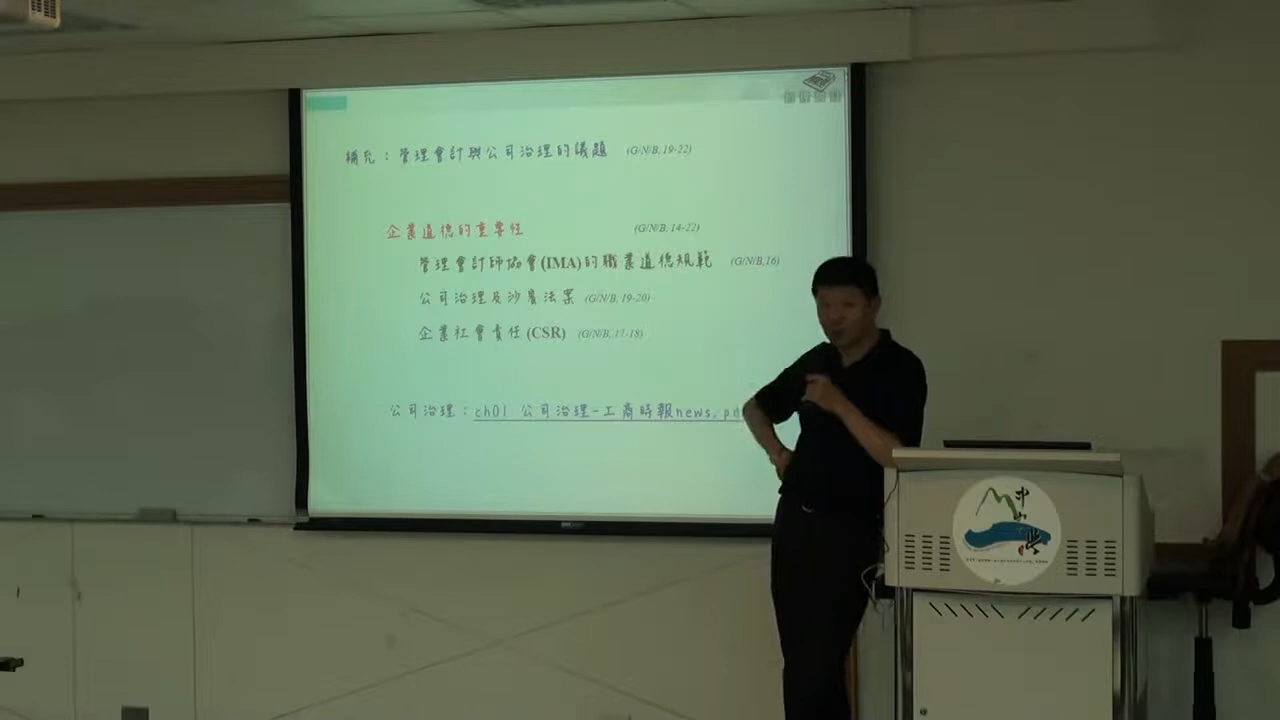 補充：管理會計與公司治理的議題 (G/N/B, 19-22)
企業道德的重要性 (G/N/B, 14-22)
管理會計師協會(IMA)的職業道德規範 (G/N/B,16)
公司治理及沙賓法案 (G/N/B, 19-20)
企業社會責任(CSR) (G/N/B, 17-18)
公司治理：ch01 公司治理-工商時報news.pd
中山學